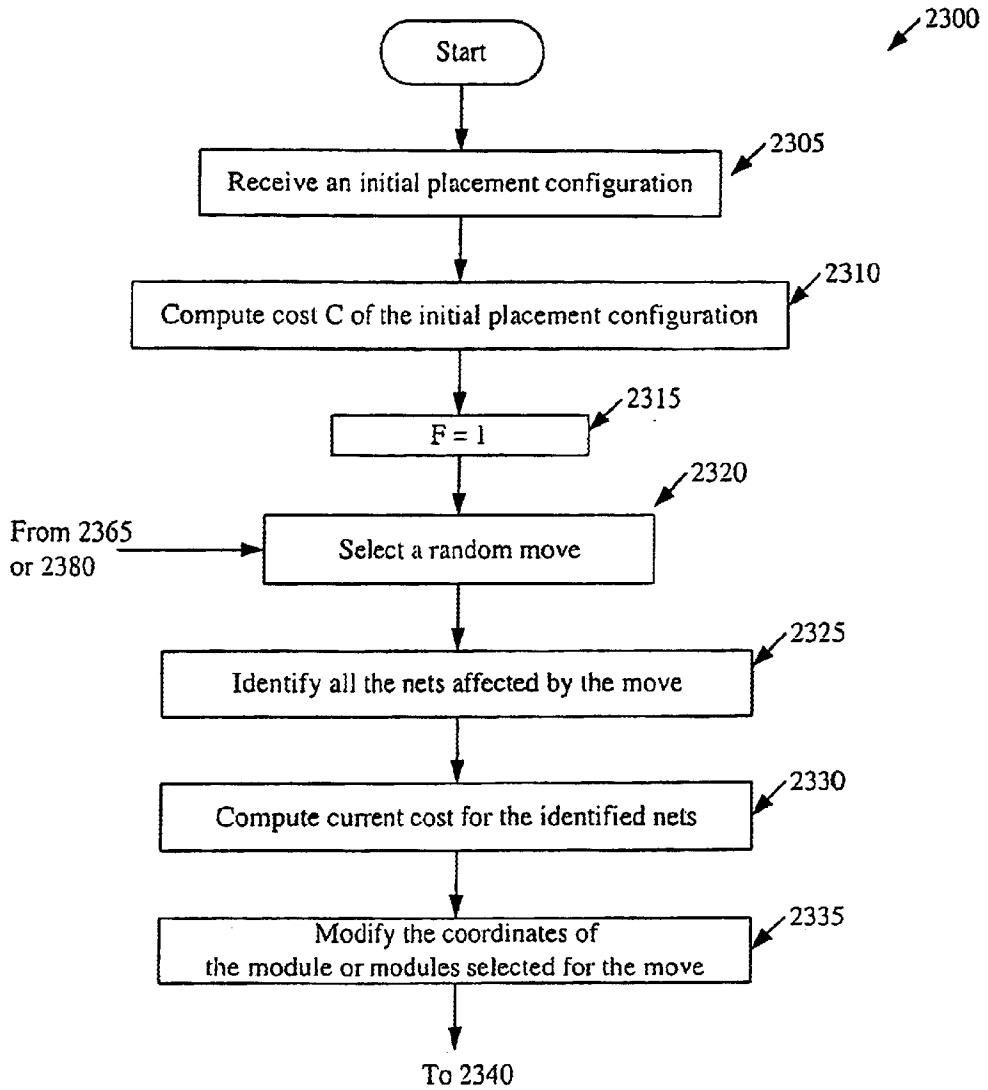 2300
Start
2305
Receive an initial placement configuration
2310
Compute cost C of the initial placement configuration
2315
F = 1
2320
From 2365
or 2380
Select a random move
2325
Identify all the nets affected by the move
2330
Compute current cost for the identified nets
2335
Modify the coordinates of
the module or modules selected for the move
To 2340